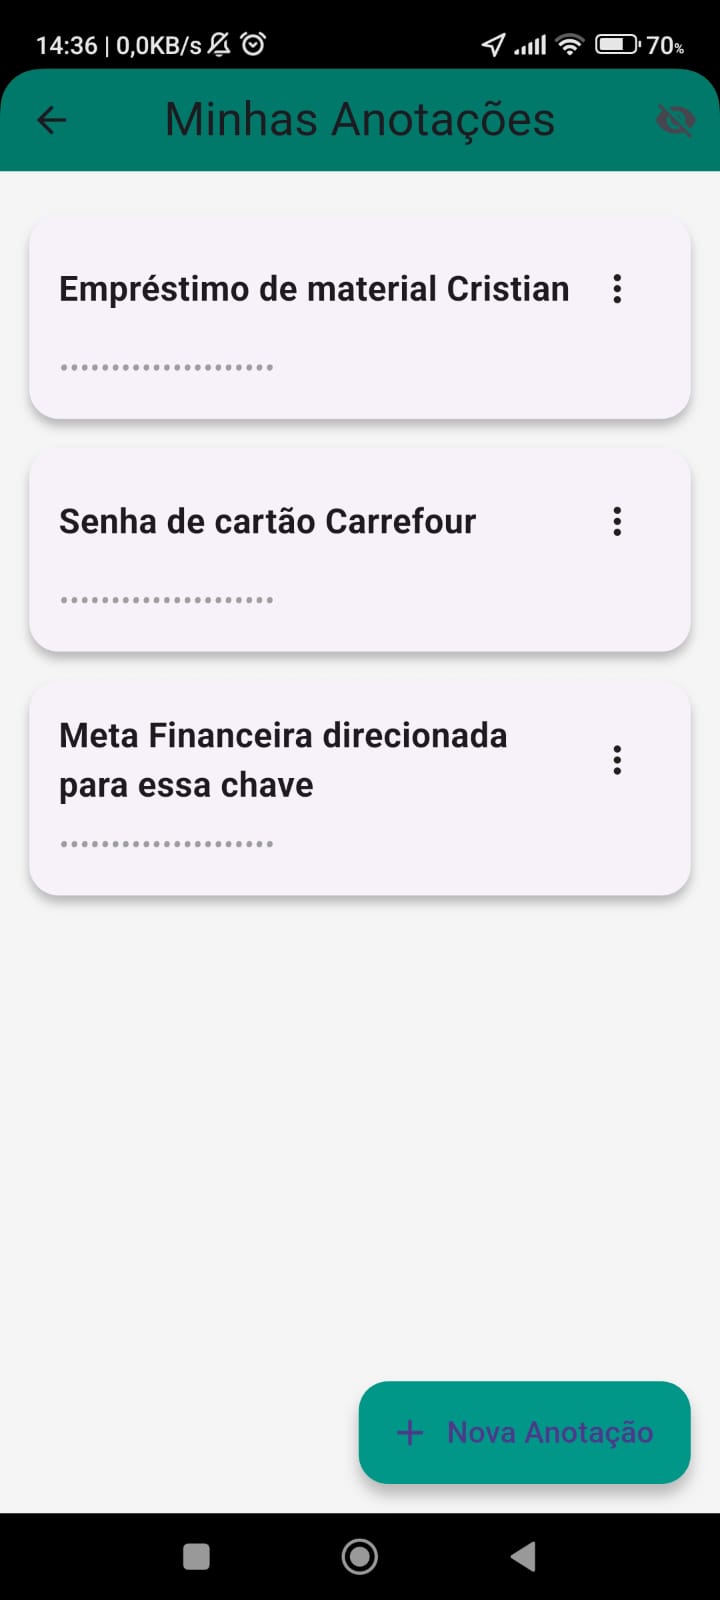 14:36 | 0,0KB/s 70%
Minhas Anotações
Empréstimo de material Cristian
••••••••••••••••••••
Senha de cartão Carrefour
••••••••••••••••••••
Meta Financeira direcionada
para essa chave
••••••••••••••••••••
+ Nova Anotação